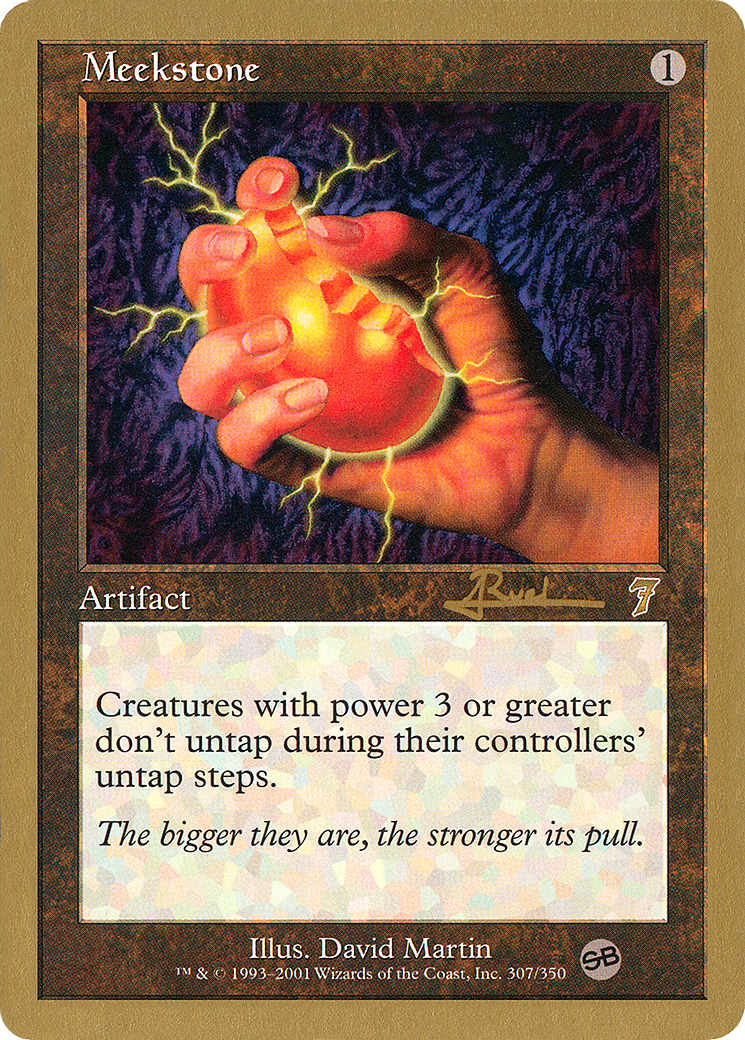 Meekstone
1
Artifact
7
Creatures with power 3 or greater
don't untap during their controllers'
untap steps.
The bigger they are, the stronger its pull.
Illus. David Martin
™ & © 1993–2001 Wizards of the Coast, Inc. 307/350
SB